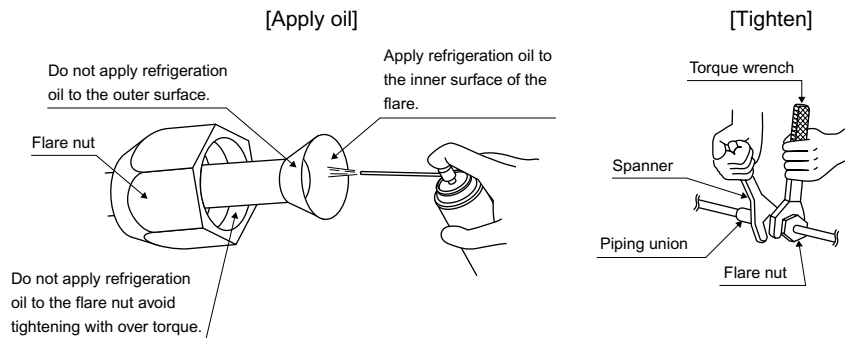 [Apply oil]
Do not apply refrigeration
oil to the outer surface.
Apply refrigeration oil to
the inner surface of the
flare.
Flare nut
Do not apply refrigeration
oil to the flare nut avoid
tightening with over torque.
[Tighten]
Torque wrench
Spanner
Piping union
Flare nut